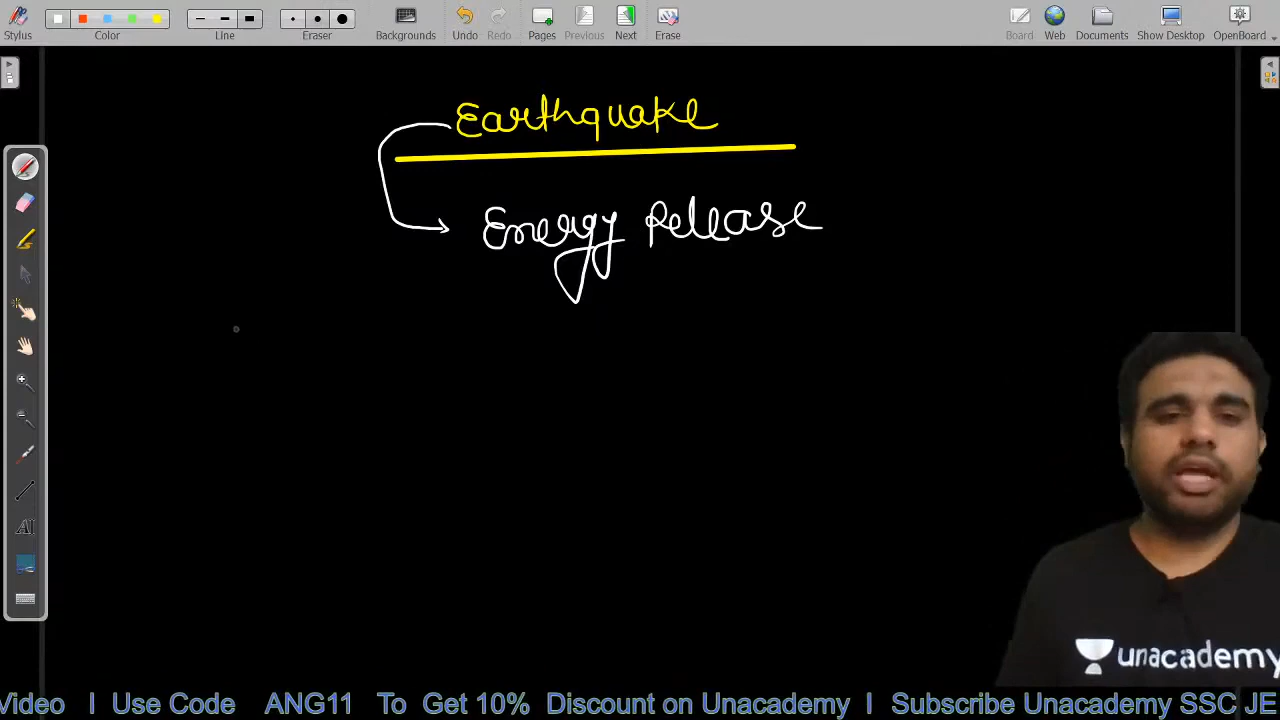 Stylus Color Line Eraser Backgrounds Undo Redo Pages Previous Next Erase Board Web Documents Show Desktop OpenBoard
Earthquake
Energy Release
AI
unacademy
Video I Use Code ANG11 To Get 10% Discount on Unacademy I Subscribe Unacademy SSC JE